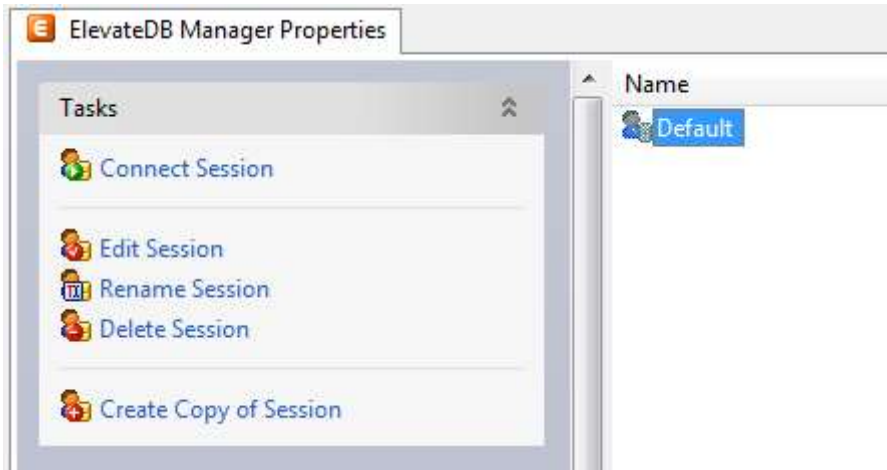 ElevateDB Manager Properties
Tasks
Connect Session
Edit Session
Rename Session
Delete Session
Create Copy of Session
Name
Default